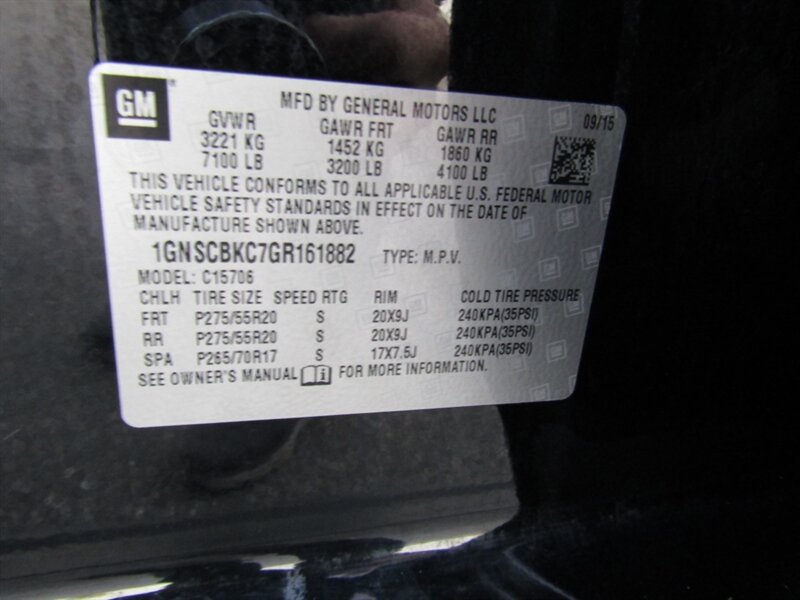 GM
MFD BY GENERAL MOTORS LLC 09/15
GVWR GAWR FRT GAWR RR
3221 KG 1452 KG 1860 KG
7100 LB 3200 LB 4100 LB
THIS VEHICLE CONFORMS TO ALL APPLICABLE U.S. FEDERAL MOTOR
VEHICLE SAFETY STANDARDS IN EFFECT ON THE DATE OF
MANUFACTURE SHOWN ABOVE.
1GNSCBKC7GR161882 TYPE: M.P.V.
MODEL: C15706
CHLH TIRE SIZE SPEED RTG RIM COLD TIRE PRESSURE
FRT P275/55R20 S 20X9J 240KPA(35PSI)
RR P275/55R20 S 20X9J 240KPA(35PSI)
SPA P265/70R17 S 17X7.5J 240KPA(35PSI)
SEE OWNER'S MANUAL FOR MORE INFORMATION.